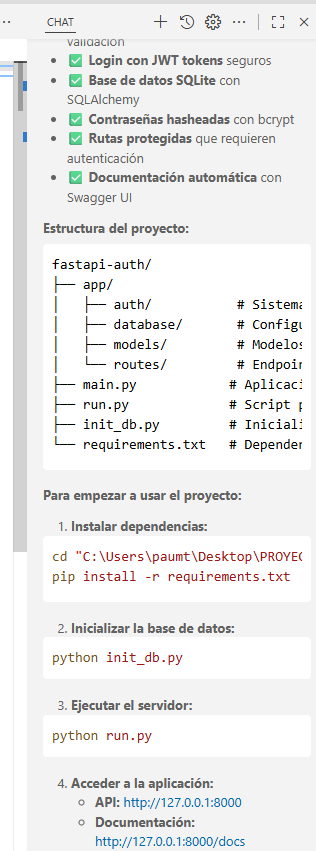 CHAT
validación
✅ Login con JWT tokens seguros
✅ Base de datos SQLite con
SQLAlchemy
✅ Contraseñas hasheadas con bcrypt
✅ Rutas protegidas que requieren
autenticación
✅ Documentación automática con
Swagger UI
Estructura del proyecto:
fastapi-auth/
├── app/
│   ├── auth/           # Sistema
│   ├── database/       # Configu
│   ├── models/         # Modelos
│   └── routes/         # Endpoin
├── main.py            # Aplicaci
├── run.py             # Script p
├── init_db.py         # Iniciali
└── requirements.txt   # Dependen
Para empezar a usar el proyecto:
1. Instalar dependencias:
cd "C:\Users\paumt\Desktop\PROYEC
pip install -r requirements.txt
2. Inicializar la base de datos:
python init_db.py
3. Ejecutar el servidor:
python run.py
4. Acceder a la aplicación:
API: http://127.0.0.1:8000
Documentación:
http://127.0.0.1:8000/docs